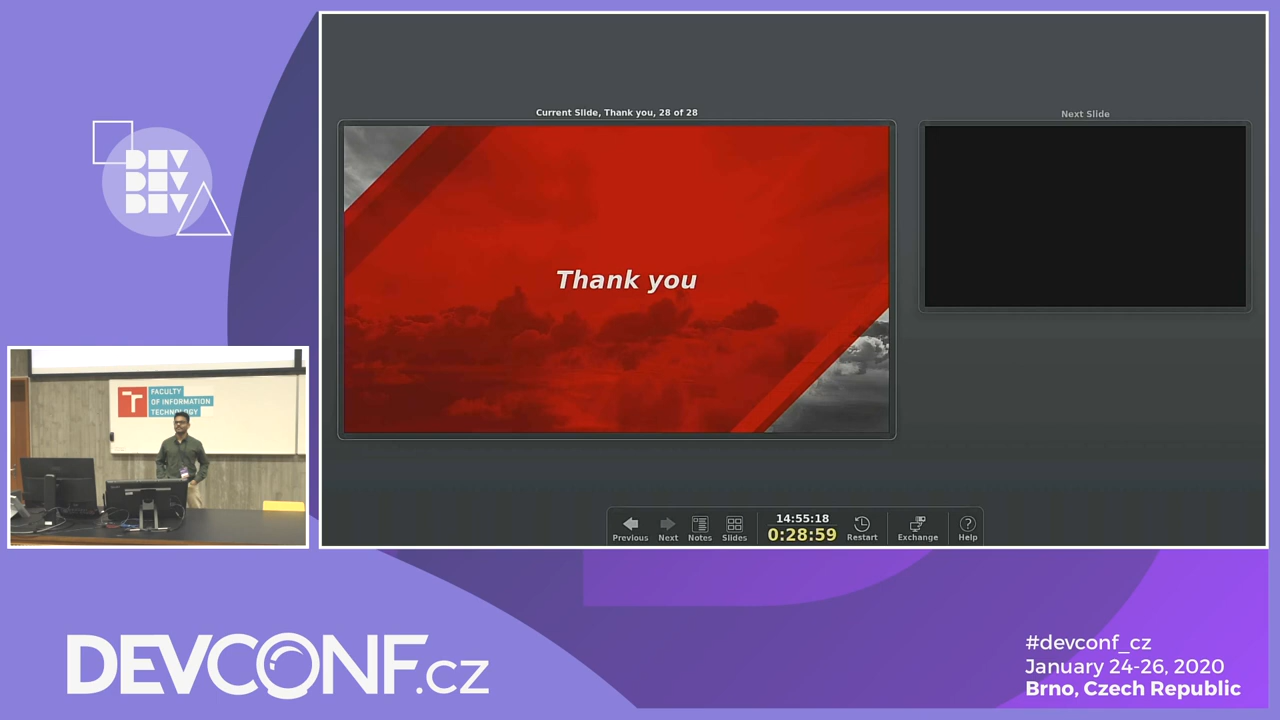 DEV
DEV
DEV
FACULTY
OF INFORMATION
TECHNOLOGY
Current Slide, Thank you, 28 of 28
Next Slide
Thank you
Previous
Next
Notes
Slides
14:55:18
0:28:59
Restart
Exchange
Help
DEVCONF.cz
#devconf_cz
January 24-26, 2020
Brno, Czech Republic